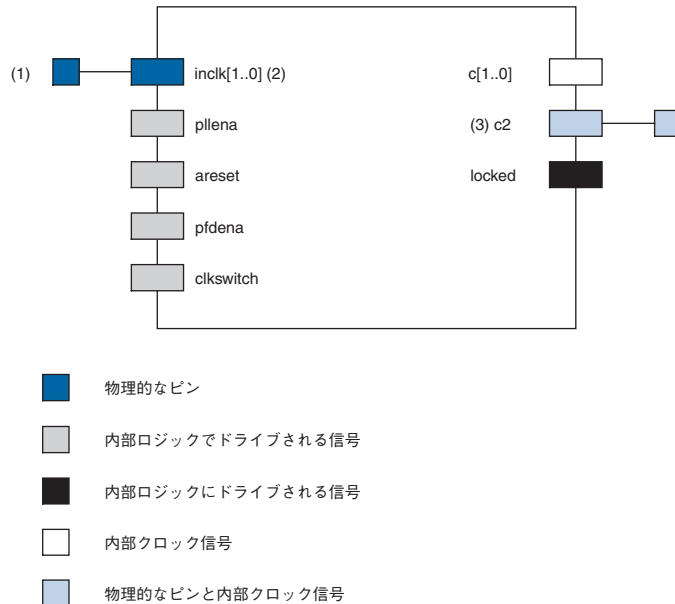 (1) inclk[1..0] (2) c[1..0]
pllena (3) c2
areset locked
pfdena
clkswitch
物理的なピン
内部ロジックでドライブされる信号
内部ロジックにドライブされる信号
内部クロック信号
物理的なピンと内部クロック信号